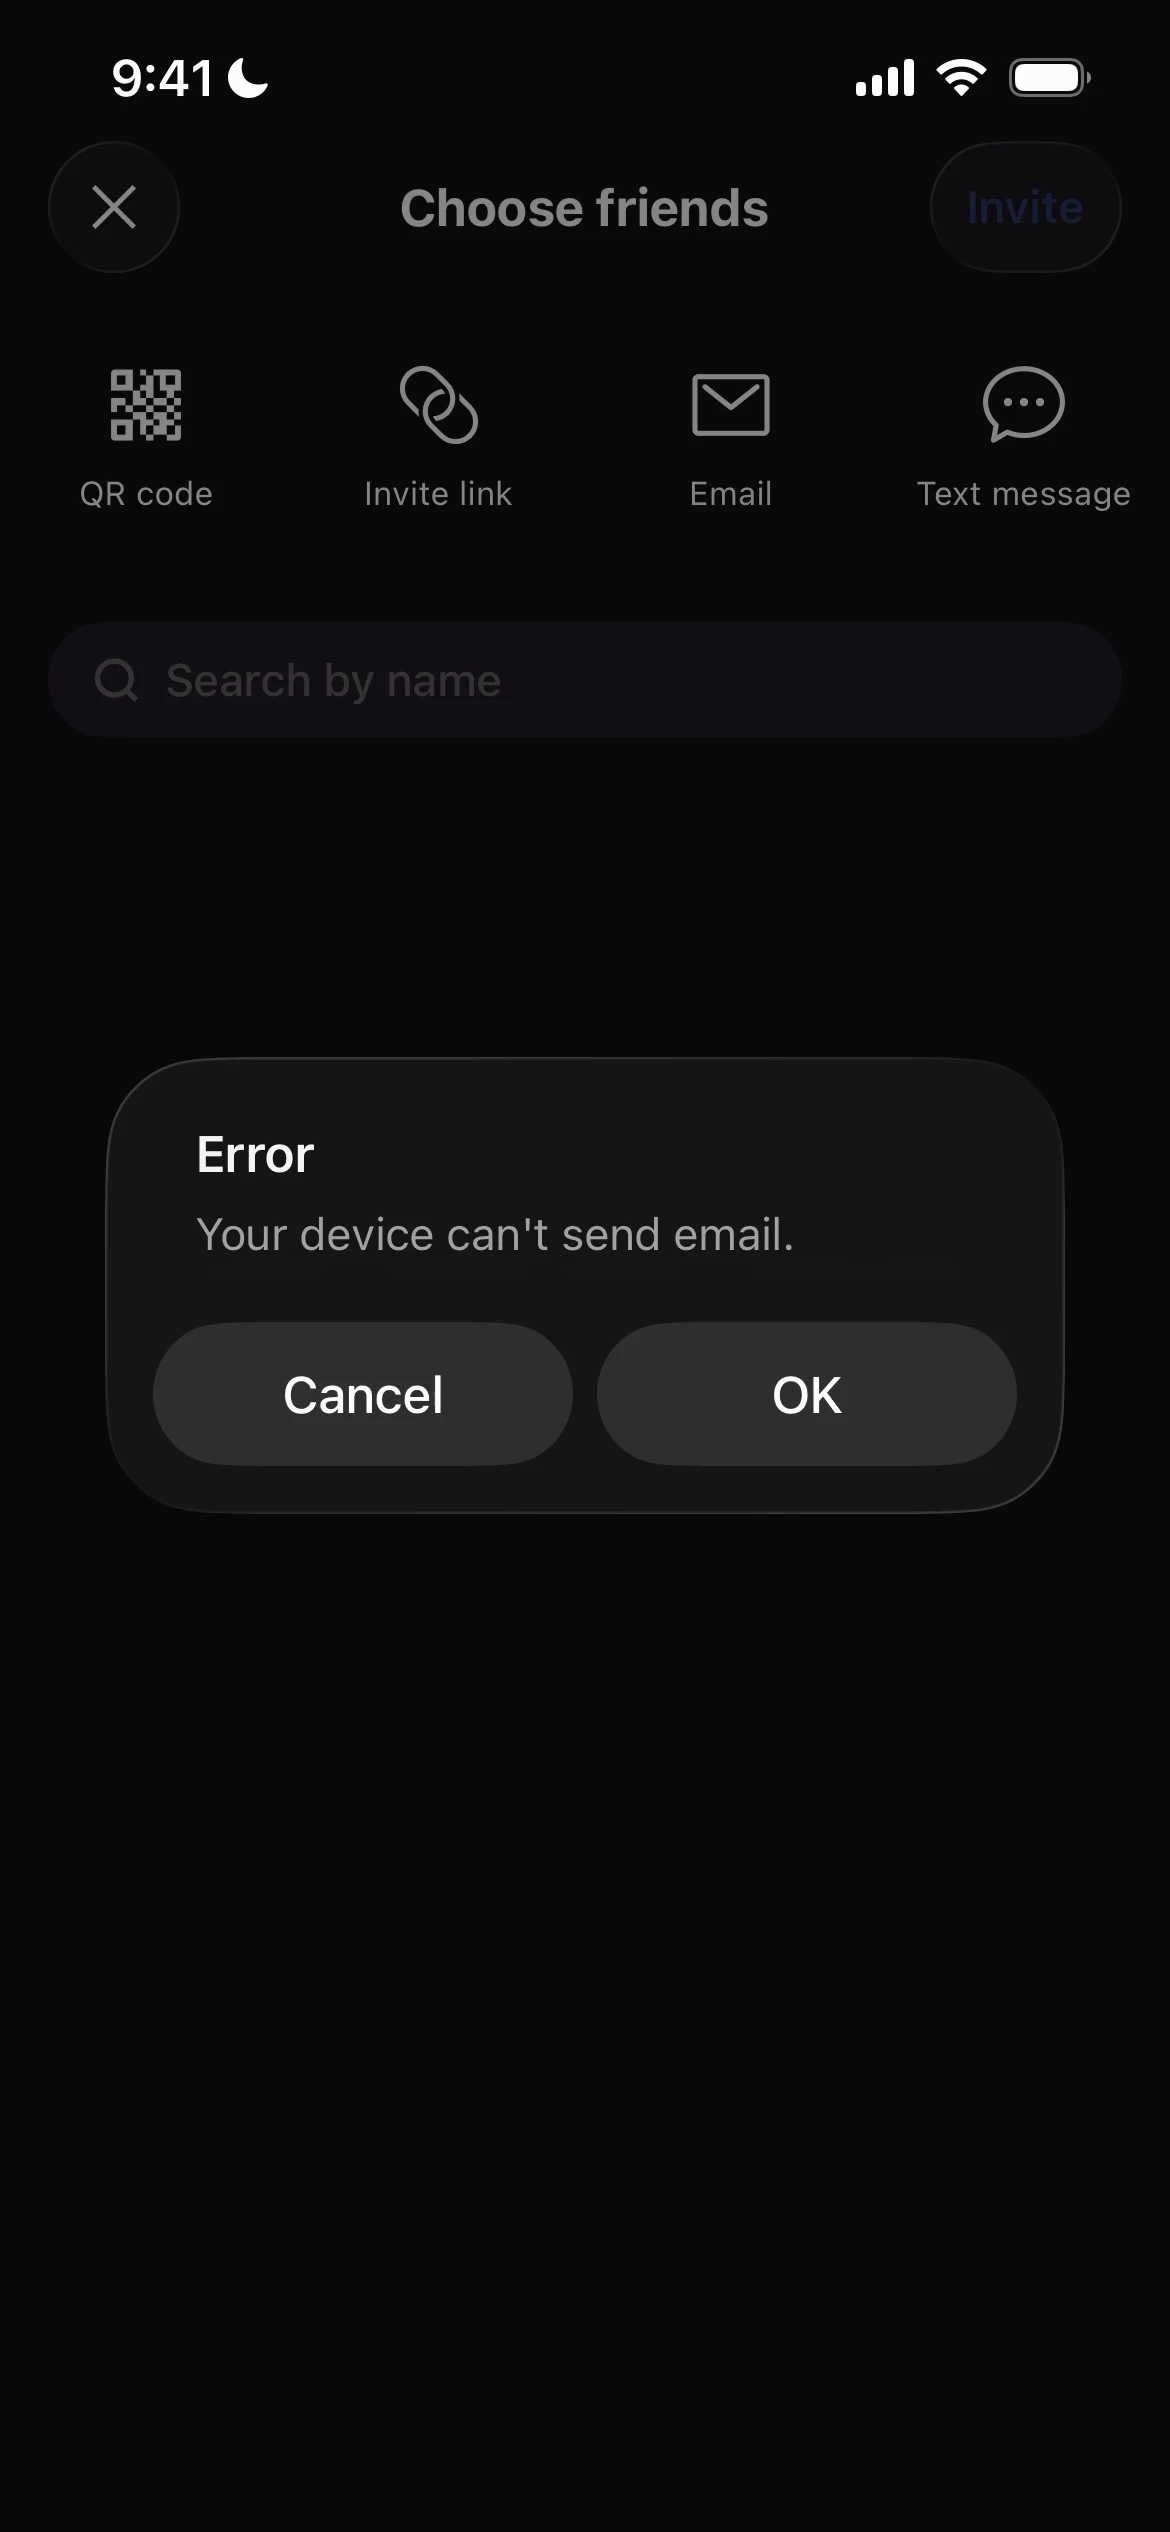 9:41
Choose friends
Invite
QR code
Invite link
Email
Text message
Search by name
Error
Your device can't send email.
Cancel
OK